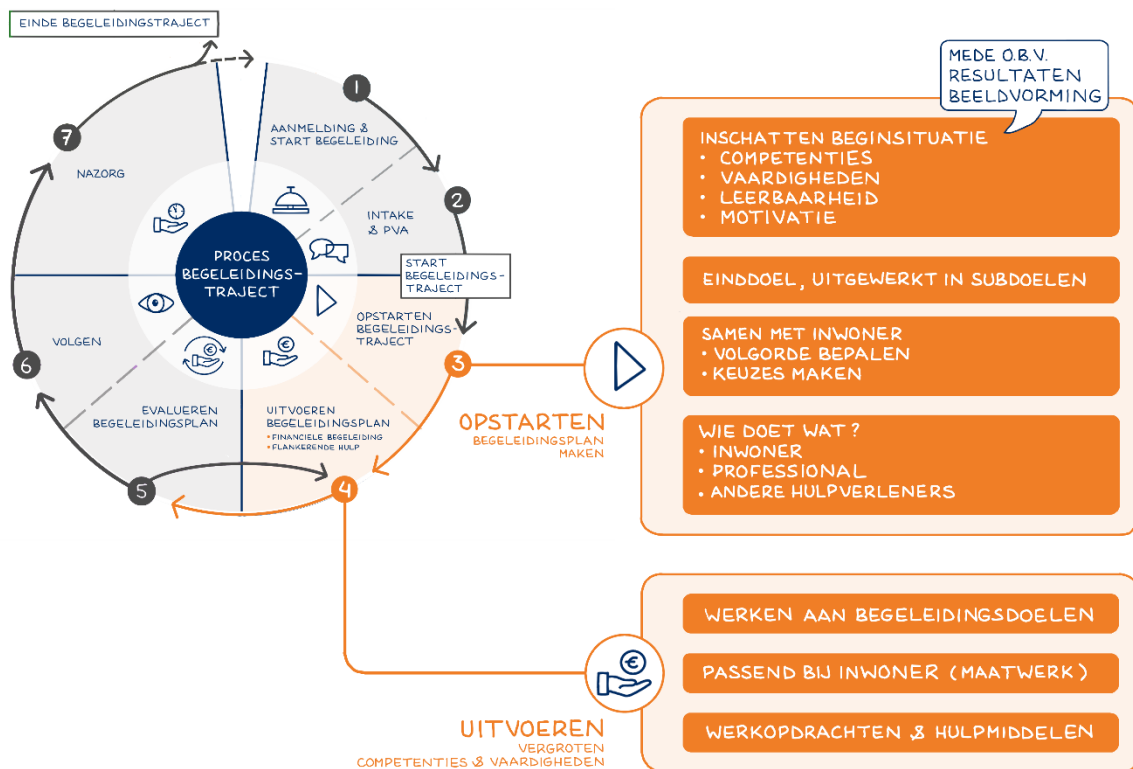 EINDE BEGELEIDINGSTRAJECT
1
AANMELDING &
START BEGELEIDING
2
INTAKE
& PVA
START
BEGELEIDINGS-
TRAJECT
OPSTARTEN
BEGELEIDINGS-
TRAJECT
3
UITVOEREN
BEGELEIDINGSPLAN
• FINANCIELE BEGELEIDING
• FLANKERENDE HULP
4
EVALUEREN
BEGELEIDINGSPLAN
5
VOLGEN
6
NAZORG
7
PROCES
BEGELEIDINGS-
TRAJECT
€
€
OPSTARTEN
BEGELEIDINGSPLAN
MAKEN
MEDE O.B.V.
RESULTATEN
BEELDVORMING
INSCHATTEN BEGINSITUATIE
• COMPETENTIES
• VAARDIGHEDEN
• LEERBAARHEID
• MOTIVATIE
EINDDOEL, UITGEWERKT IN SUBDOELEN
SAMEN MET INWONER
• VOLGORDE BEPALEN
• KEUZES MAKEN
WIE DOET WAT?
• INWONER
• PROFESSIONAL
• ANDERE HULPVERLENERS
€
UITVOEREN
VERGROTEN
COMPETENTIES & VAARDIGHEDEN
WERKEN AAN BEGELEIDINGSDOELEN
PASSEND BIJ INWONER (MAATWERK)
WERKOPDRACHTEN & HULPMIDDELEN